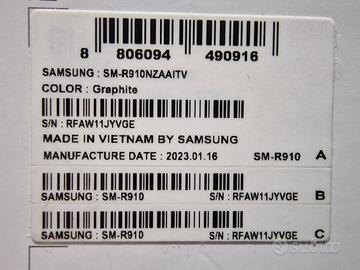 8 806094 490916
SAMSUNG : SM-R910NZAAITV
COLOR : Graphite
S/N : RFAW11JYVGE
MADE IN VIETNAM BY SAMSUNG
MANUFACTURE DATE : 2023.01.16 SM-R910 A
B
SAMSUNG : SM-R910 S/N : RFAW11JYVGE
C
SAMSUNG : SM-R910 S/N : RFAW11JYVGE
subito